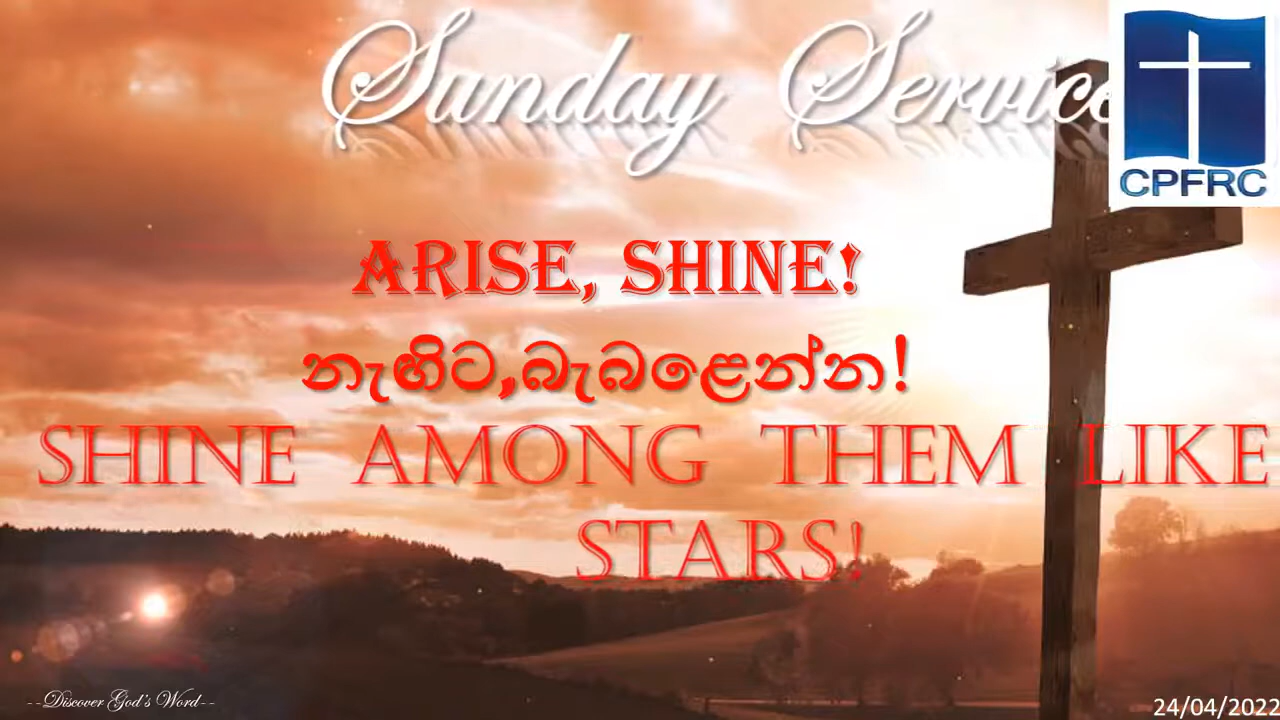 Sunday Service
CPFRC
ARISE, SHINE!
නැඟිට,බැබළෙන්න!
SHINE AMONG THEM LIKE
STARS!
--Discover God's Word--
24/04/2022